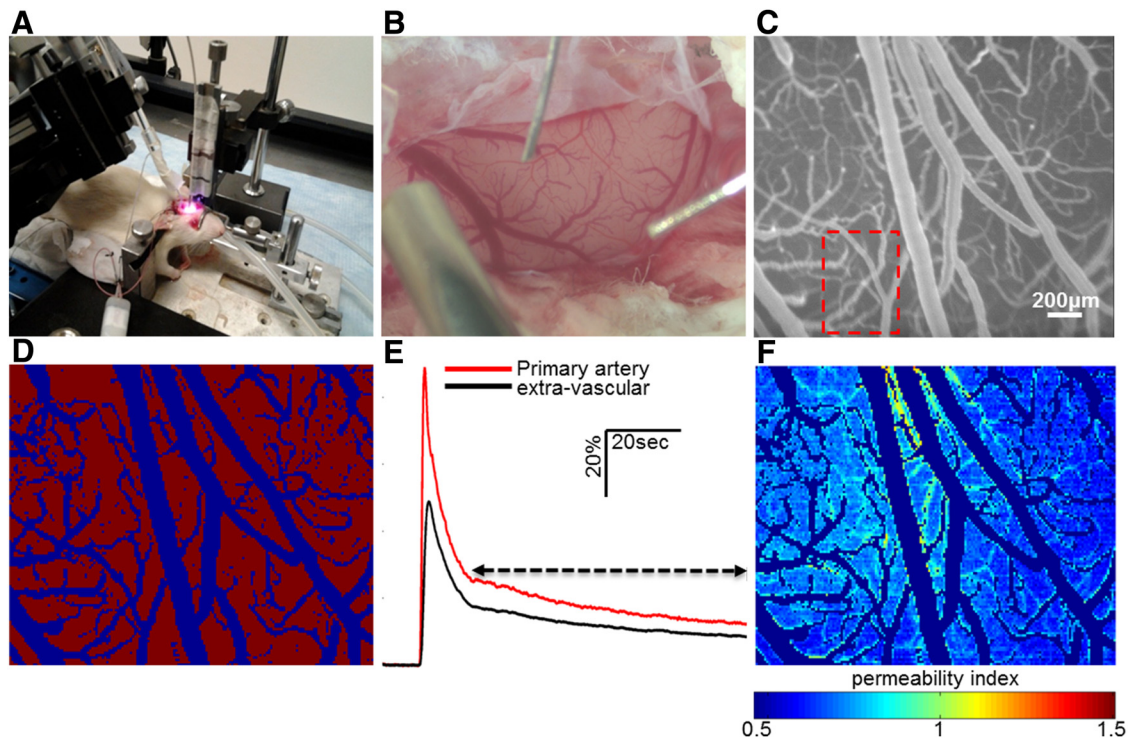 A
B
C
200µm
D
E
Primary artery
extra-vascular
20%
20sec
F
permeability index
0.5
1
1.5